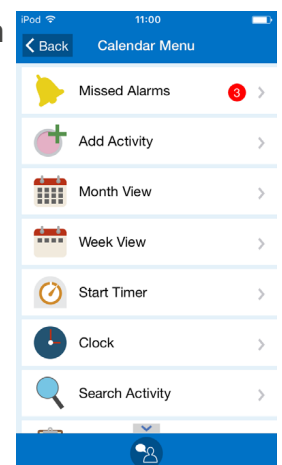 iPod 11:00
Back Calendar Menu
Missed Alarms 3
Add Activity
Month View
Week View
Start Timer
Clock
Search Activity